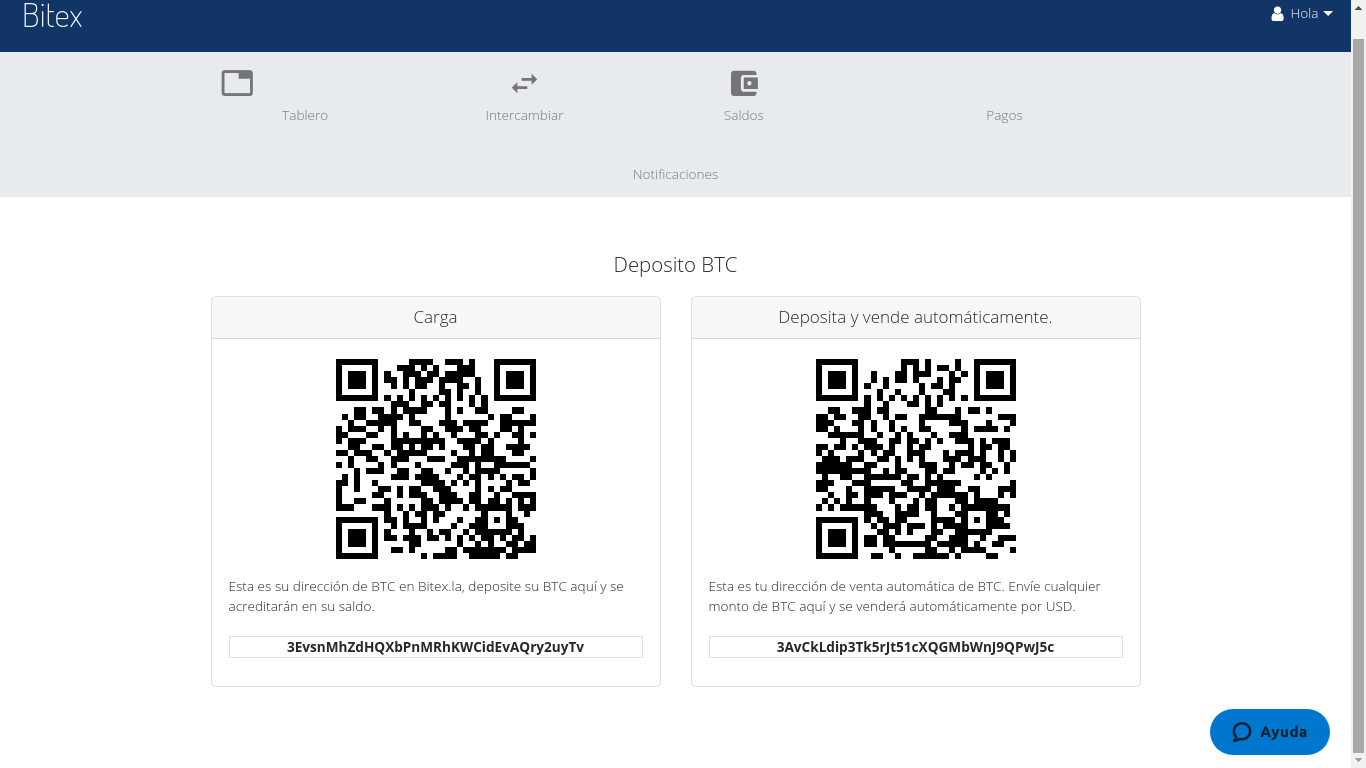 Bitex
Hola
Tablero
Intercambiar
Saldos
Pagos
Notificaciones
Deposito BTC
Carga
Esta es su dirección de BTC en Bitex.la, deposite su BTC aquí y se
acreditarán en su saldo.
3EvsnMhZdHQXbPnMRhKWCidEvAQry2uyTv
Deposita y vende automáticamente.
Esta es tu dirección de venta automática de BTC. Envíe cualquier
monto de BTC aquí y se venderá automáticamente por USD.
3AvCkLdip3Tk5rJt51cXQGMbWnJ9QPwJ5c
Ayuda